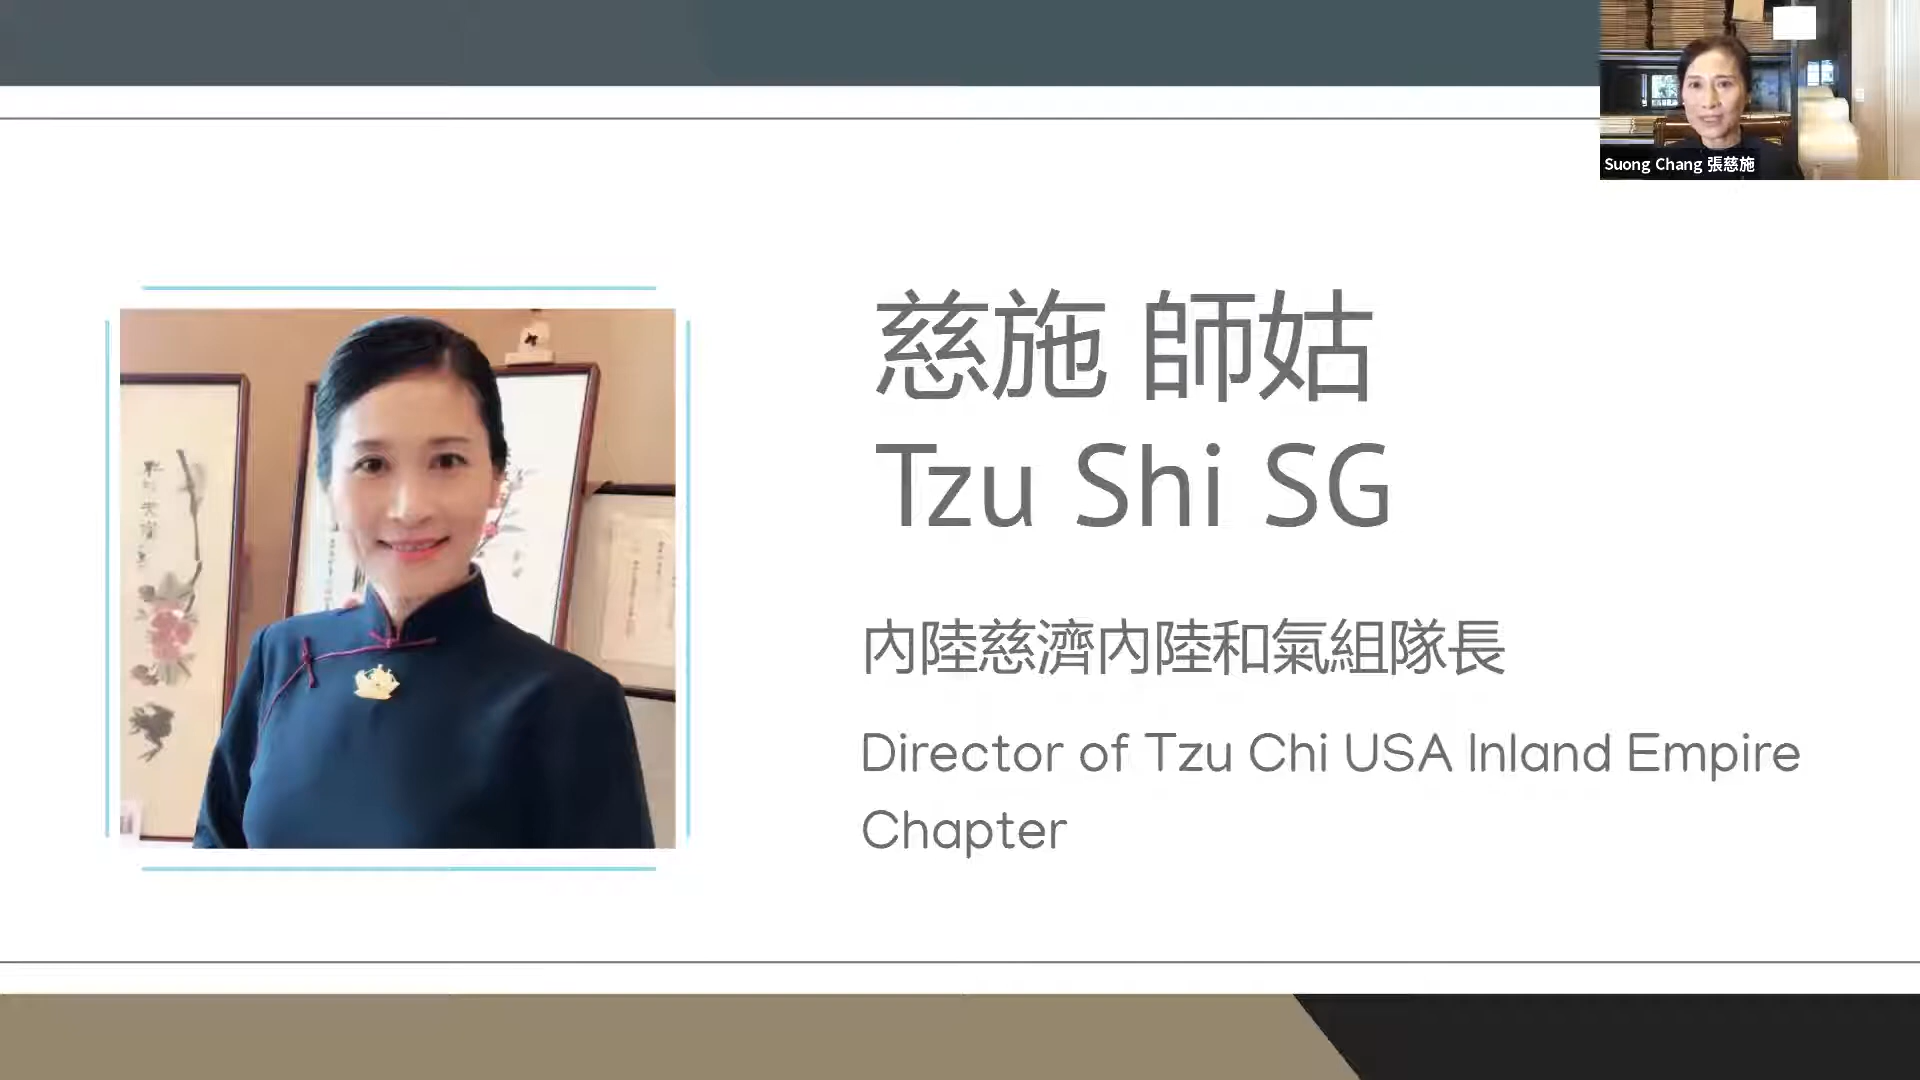 Suong Chang 張慈施
慈施 師姑
Tzu Shi SG
內陸慈濟內陸和氣組隊長
Director of Tzu Chi USA Inland Empire
Chapter